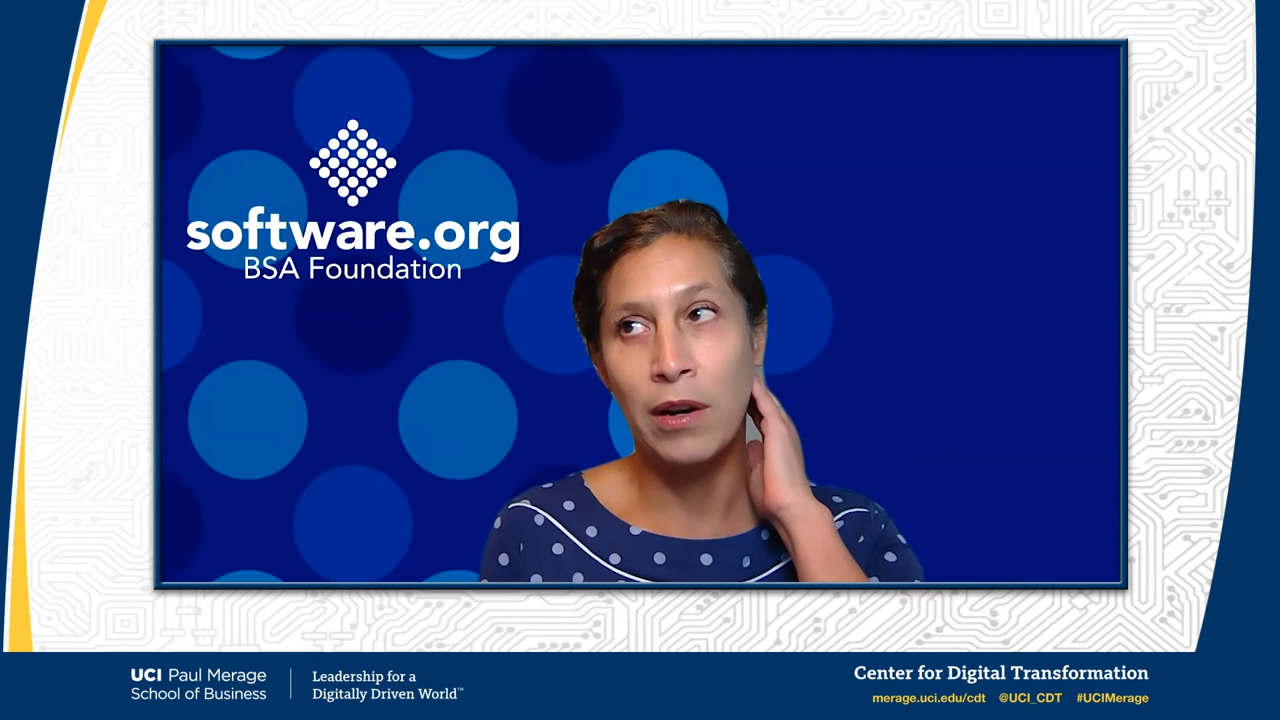 software.org
BSA Foundation
UCI Paul Merage
School of Business
Leadership for a
Digitally Driven World™
Center for Digital Transformation
merage.uci.edu/cdt @UCI_CDT #UCIMerage